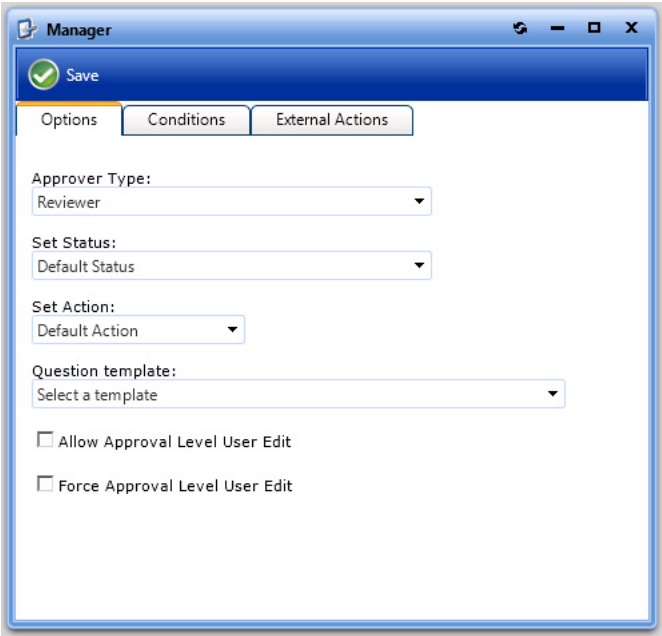 Manager
Save
Options Conditions External Actions
Approver Type:
Reviewer
Set Status:
Default Status
Set Action:
Default Action
Question template:
Select a template
Allow Approval Level User Edit
Force Approval Level User Edit